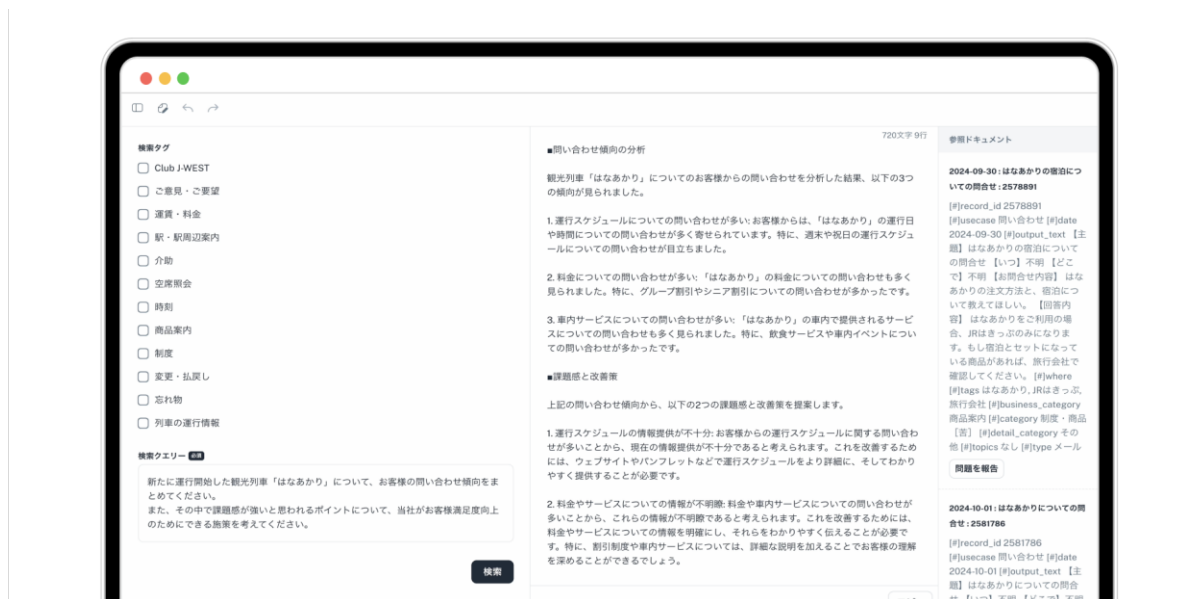 検索タグ
Club J-WEST
ご意見・ご要望
運賃・料金
駅・駅周辺案内
介助
空席照会
時刻
商品案内
制度
変更・払戻し
忘れ物
列車の運行情報
検索クエリー 必須
新たに運行開始した観光列車「はなあかり」について、お客様の問い合わせ傾向をま
とめてください。
また、その中で課題感が強いと思われるポイントについて、当社がお客様満足度向上
のためにできる施策を考えてください。
検索
720文字 9行
■問い合わせ傾向の分析
観光列車「はなあかり」についてのお客様からの問い合わせを分析した結果、以下の3つ
の傾向が見られました。
1. 運行スケジュールについての問い合わせが多い: お客様からは、「はなあかり」の運行日
や時間についての問い合わせが多く寄せられています。特に、週末や祝日の運行スケジュ
ールについての問い合わせが目立ちました。
2. 料金についての問い合わせが多い: 「はなあかり」の料金についての問い合わせも多く
見られました。特に、グループ割引やシニア割引についての問い合わせが多かったです。
3. 車内サービスについての問い合わせが多い: 「はなあかり」の車内で提供されるサービ
スについての問い合わせも多く見られました。特に、飲食サービスや車内イベントについ
ての問い合わせが多かったです。
■課題感と改善策
上記の問い合わせ傾向から、以下の2つの課題感と改善策を提案します。
1. 運行スケジュールの情報提供が不十分: お客様からの運行スケジュールに関する問い合わ
せが多いことから、現在の情報提供が不十分であると考えられます。これを改善するため
には、ウェブサイトやパンフレットなどで運行スケジュールをより詳細に、そしてわかり
やすく提供することが必要です。
2. 料金やサービスについての情報が不明瞭: 料金や車内サービスについての問い合わせが
多いことから、これらの情報が不明瞭であると考えられます。これを改善するためには、
料金やサービスについての情報を明確にし、それらをわかりやすく伝えることが必要で
す。特に、割引制度や車内サービスについては、詳細な説明を加えることでお客様の理解
を深めることができるでしょう。
参照ドキュメント
2024-09-30 : はなあかりの宿泊につ
いての問合せ : 2578891
[#]record_id 2578891
[#]usecase 問い合わせ [#]date
2024-09-30 [#]output_text 【主
題】はなあかりの宿泊について
の問合せ 【いつ】不明 【どこ
で】不明 【お問合せ内容】 はな
あかりの注文方法と、宿泊につ
いて教えてほしい。 【回答内
容】 はなあかりをご利用の場
合、JRはきっぷのみになりま
す。もし宿泊とセットになって
いる商品があれば、旅行会社で
確認してください。 [#]where
[#]tags はなあかり, JRはきっぷ,
旅行会社 [#]business_category
商品案内 [#]category 制度・商品
［苦］ [#]detail_category その
他 [#]topics なし [#]type メール
問題を報告
2024-10-01 : はなあかりについての問
合せ : 2581786
[#]record_id 2581786
[#]usecase 問い合わせ [#]date
2024-10-01 [#]output_text 【主
題】はなあかりについての問合